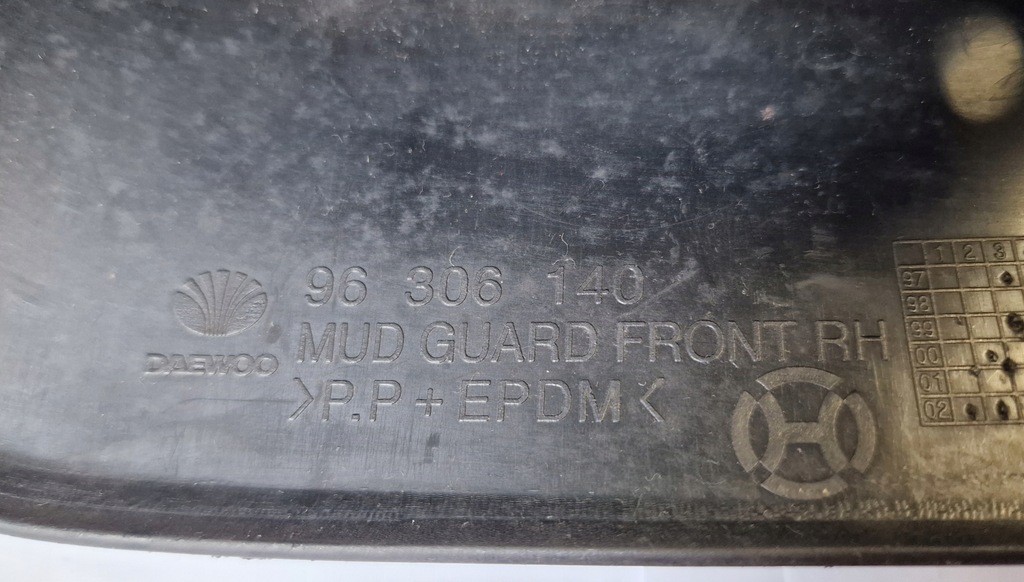 96 306 140
DAEWOO
MUD GUARD FRONT RH
>P.P + EPDM<
H
1 2 3
97
98
99
00
01
02